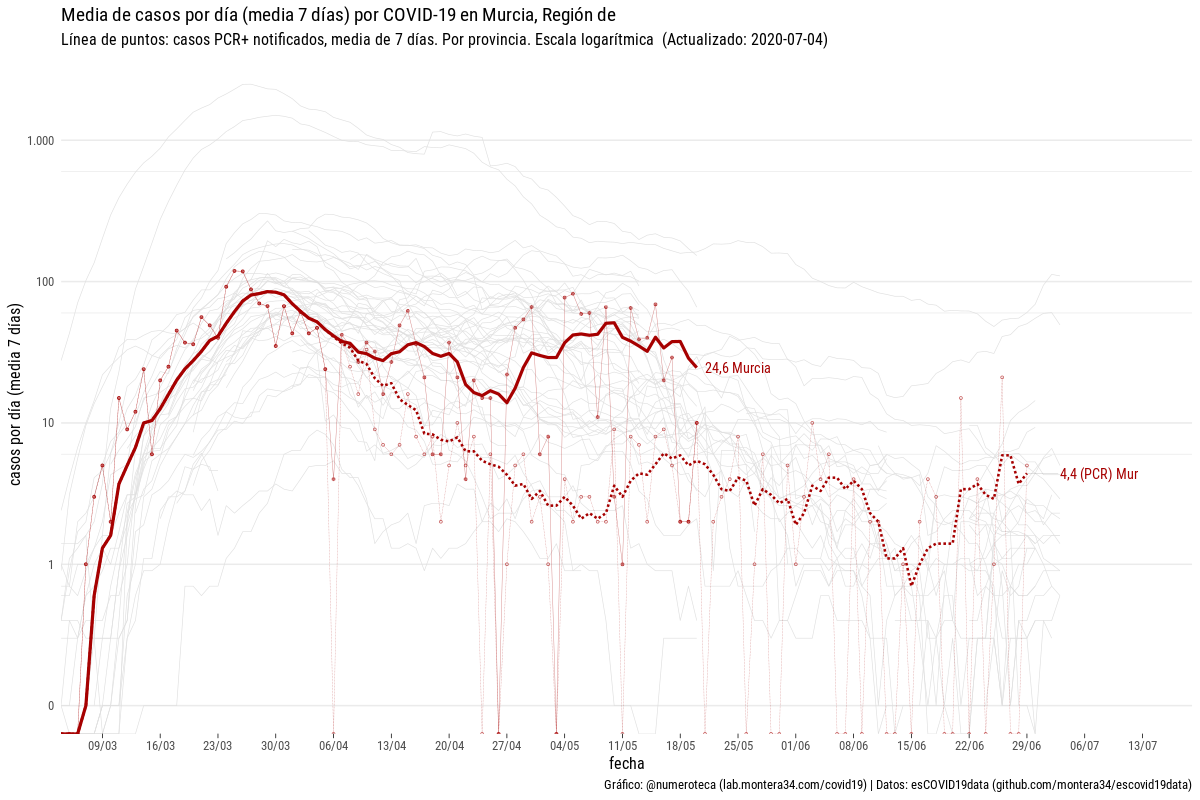 Media de casos por día (media 7 días) por COVID-19 en Murcia, Región de
Línea de puntos: casos PCR+ notificados, media de 7 días. Por provincia. Escala logarítmica (Actualizado: 2020-07-04)
casos por día (media 7 días)
1.000
100
10
1
0
24,6 Murcia
4,4 (PCR) Mur
09/03 16/03 23/03 30/03 06/04 13/04 20/04 27/04 04/05 11/05 18/05 25/05 01/06 08/06 15/06 22/06 29/06 06/07 13/07
fecha
Gráfico: @numeroteca (lab.montera34.com/covid19) | Datos: esCOVID19data (github.com/montera34/escovid19data)